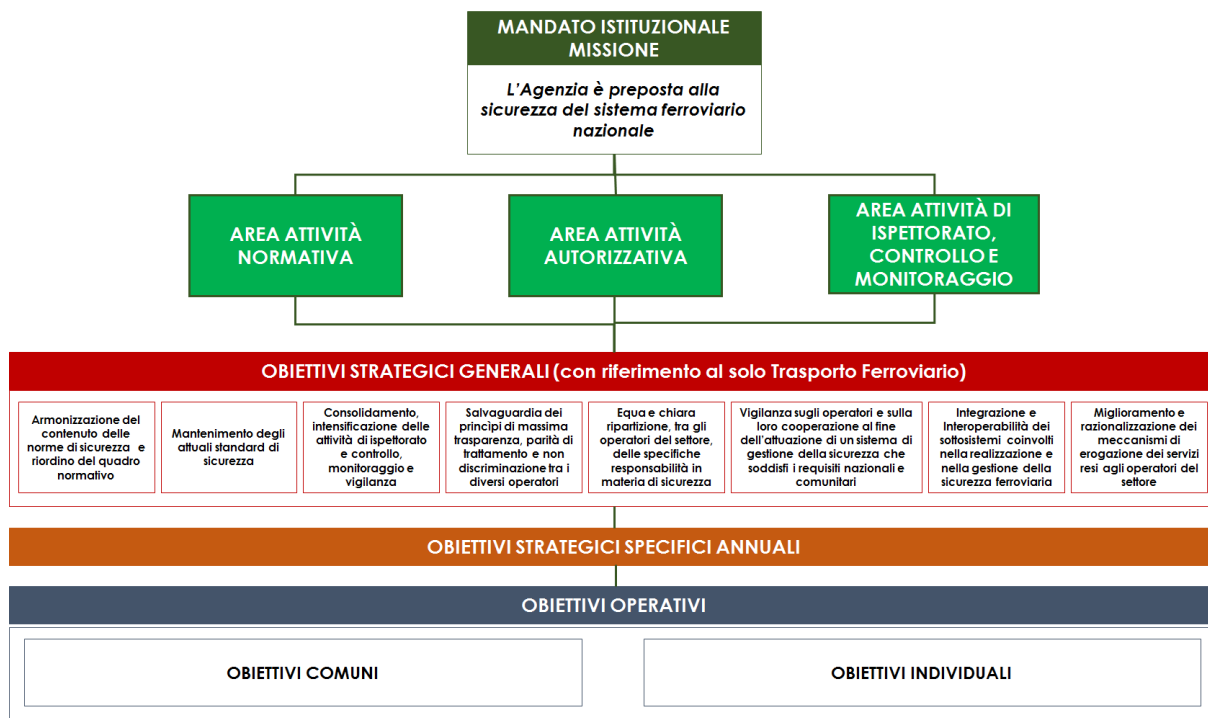 MANDATO ISTITUZIONALE
MISSIONE
L'Agenzia è preposta alla
sicurezza del sistema ferroviario
nazionale
AREA ATTIVITÀ
NORMATIVA
AREA ATTIVITÀ
AUTORIZZATIVA
AREA ATTIVITÀ DI
ISPETTORATO,
CONTROLLO E
MONITORAGGIO
OBIETTIVI STRATEGICI GENERALI (con riferimento al solo Trasporto Ferroviario)
Armonizzazione del
contenuto delle
norme di sicurezza e
riordino del quadro
normativo
Mantenimento degli
attuali standard di
sicurezza
Consolidamento,
intensificazione delle
attività di ispettorato
e controllo,
monitoraggio e
vigilanza
Salvaguardia dei
princìpi di massima
trasparenza, parità di
trattamento e non
discriminazione tra i
diversi operatori
Equa e chiara
ripartizione, tra gli
operatori del settore,
delle specifiche
responsabilità in
materia di sicurezza
Vigilanza sugli operatori e sulla
loro cooperazione al fine
dell'attuazione di un sistema di
gestione della sicurezza che
soddisfi i requisiti nazionali e
comunitari
Integrazione e
Interoperabilità dei
sottosistemi coinvolti
nella realizzazione e
nella gestione della
sicurezza ferroviaria
Miglioramento e
razionalizzazione dei
meccanismi di
erogazione dei servizi
resi agli operatori del
settore
OBIETTIVI STRATEGICI SPECIFICI ANNUALI
OBIETTIVI OPERATIVI
OBIETTIVI COMUNI
OBIETTIVI INDIVIDUALI